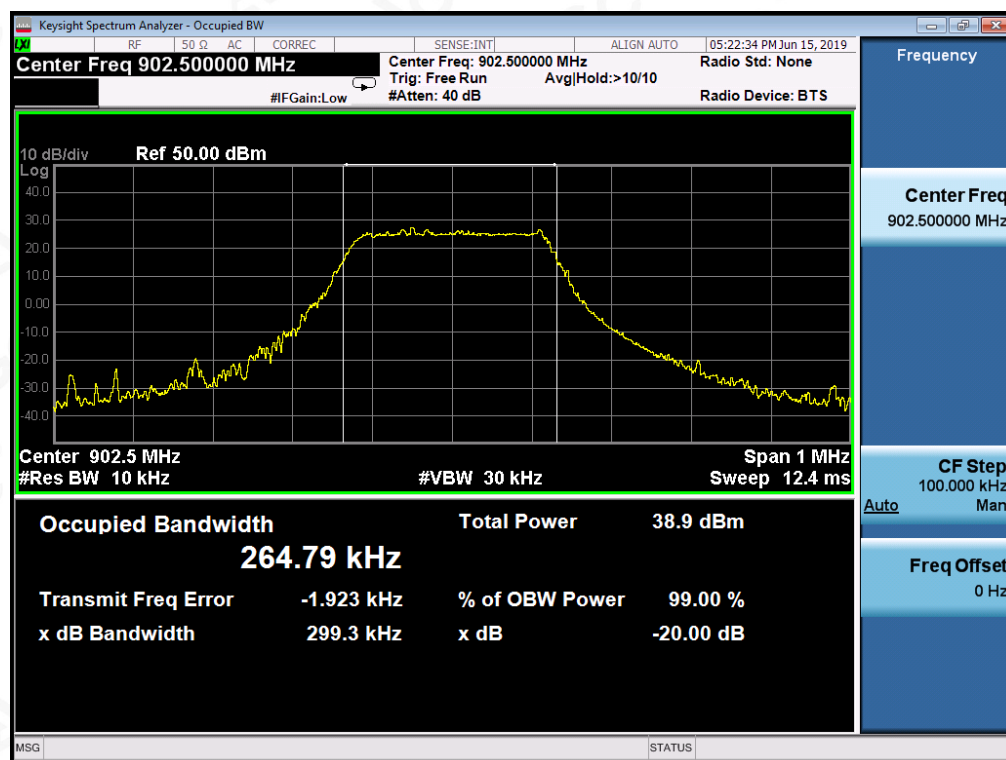 Keysight Spectrum Analyzer - Occupied BW
LXI RF 50 Ω AC CORREC SENSE:INT ALIGN AUTO 05:22:34 PM Jun 15, 2019
Center Freq 902.500000 MHz
Center Freq: 902.500000 MHz
Radio Std: None
Trig: Free Run Avg|Hold:>10/10
#IFGain:Low
#Atten: 40 dB
Radio Device: BTS
10 dB/div Ref 50.00 dBm
Log
40.0
30.0
20.0
10.0
0.00
-10.0
-20.0
-30.0
-40.0
Center 902.5 MHz Span 1 MHz
#Res BW 10 kHz #VBW 30 kHz Sweep 12.4 ms
Occupied Bandwidth Total Power 38.9 dBm
264.79 kHz
Transmit Freq Error -1.923 kHz % of OBW Power 99.00 %
x dB Bandwidth 299.3 kHz x dB -20.00 dB
MSG STATUS
Frequency
Center Freq
902.500000 MHz
CF Step
100.000 kHz
Auto Man
Freq Offset
0 Hz